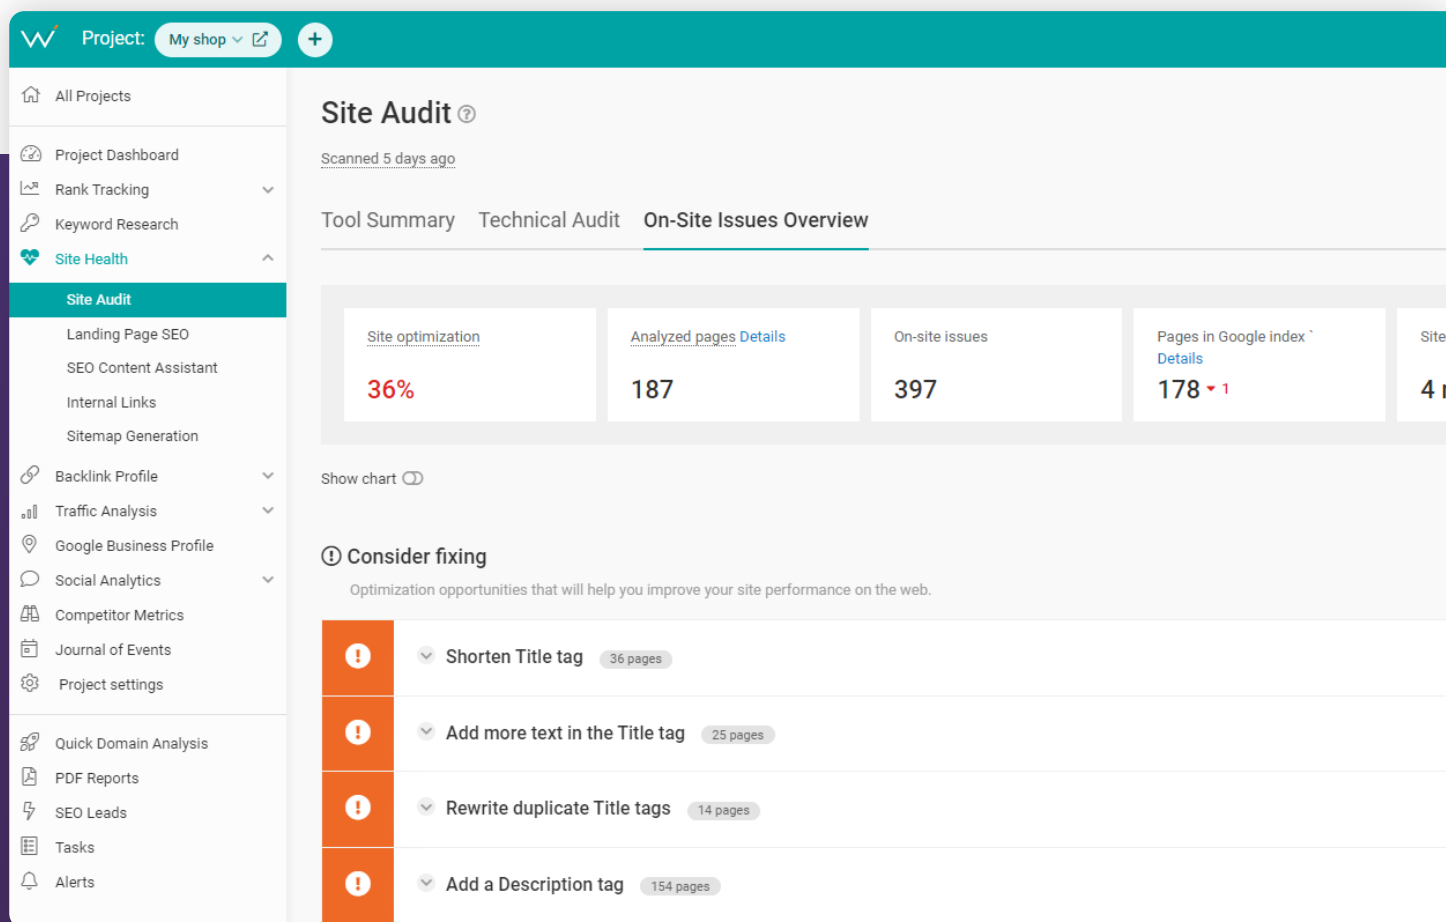 Project: My shop +
All Projects
Project Dashboard
Rank Tracking
Keyword Research
Site Health
Site Audit
Landing Page SEO
SEO Content Assistant
Internal Links
Sitemap Generation
Backlink Profile
Traffic Analysis
Google Business Profile
Social Analytics
Competitor Metrics
Journal of Events
Project settings
Quick Domain Analysis
PDF Reports
SEO Leads
Tasks
Alerts
Site Audit ?
Scanned 5 days ago
Tool Summary Technical Audit On-Site Issues Overview
Site optimization
36%
Analyzed pages Details
187
On-site issues
397
Pages in Google index `
Details
178 1
Site
4
Show chart
Consider fixing
Optimization opportunities that will help you improve your site performance on the web.
Shorten Title tag 36 pages
Add more text in the Title tag 25 pages
Rewrite duplicate Title tags 14 pages
Add a Description tag 154 pages